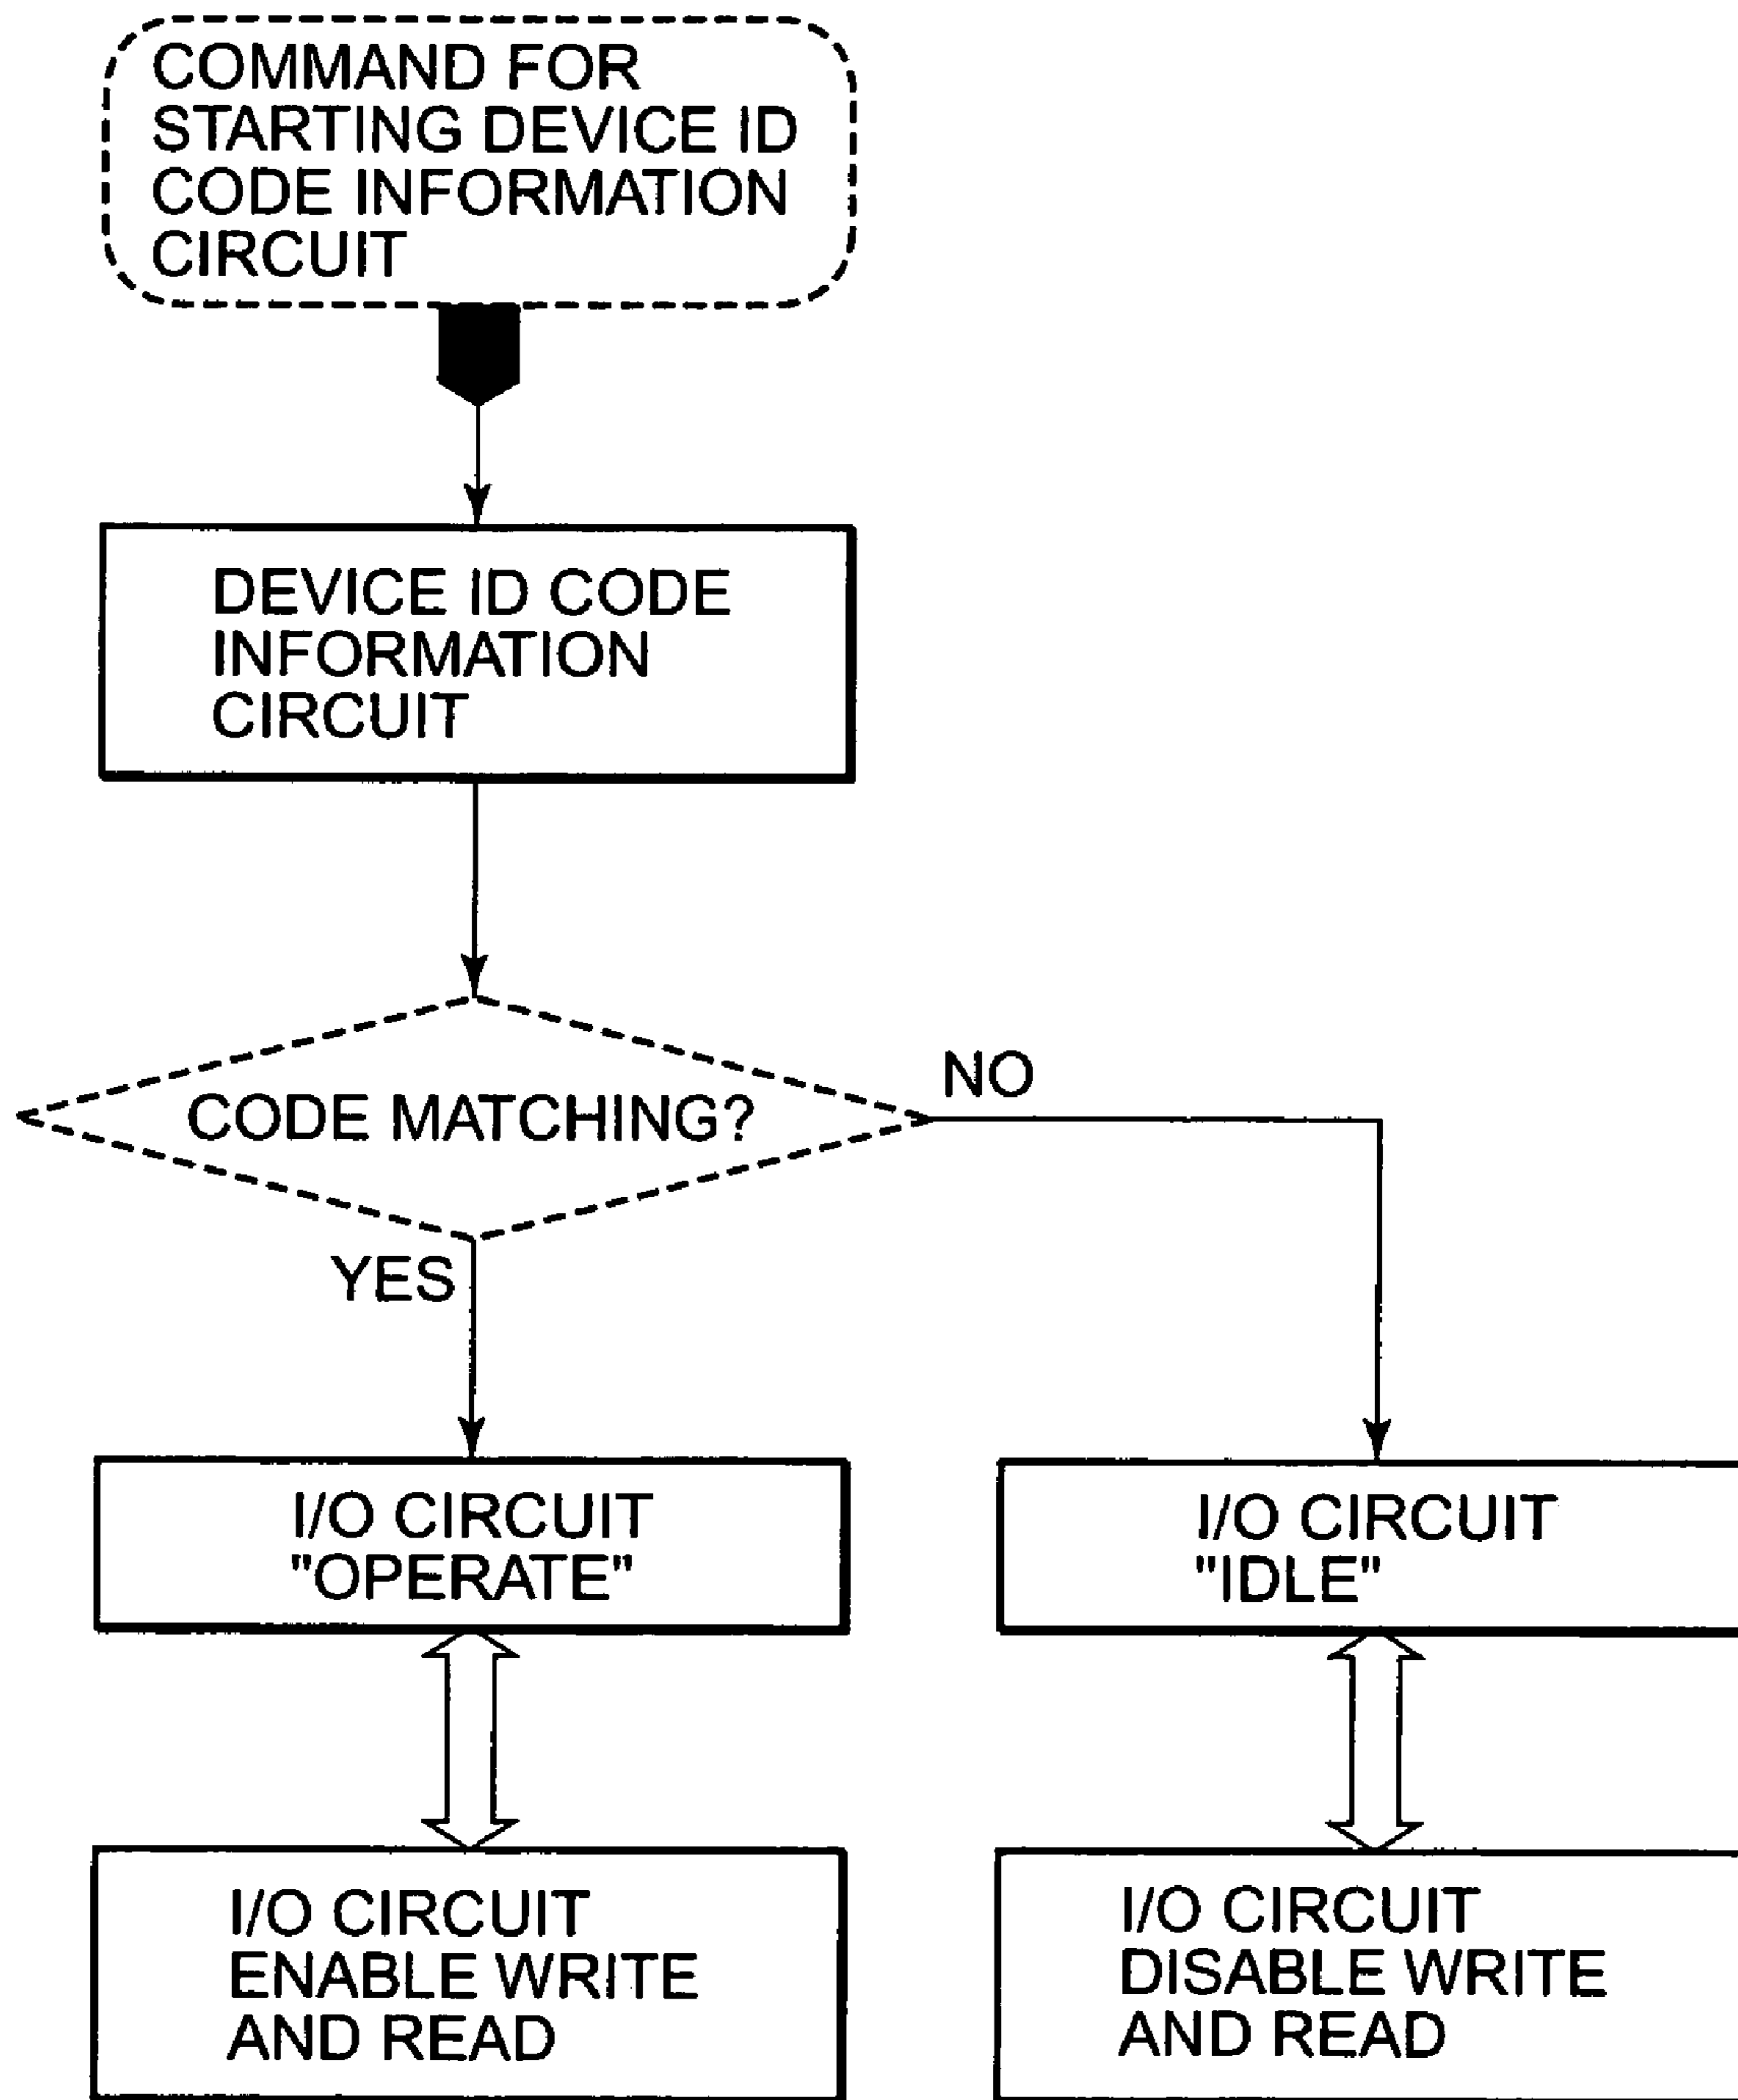 COMMAND FOR
STARTING DEVICE ID
CODE INFORMATION
CIRCUIT
DEVICE ID CODE
INFORMATION
CIRCUIT
CODE MATCHING?
NO
YES
I/O CIRCUIT
"OPERATE"
I/O CIRCUIT
"IDLE"
I/O CIRCUIT
ENABLE WRITE
AND READ
I/O CIRCUIT
DISABLE WRITE
AND READ